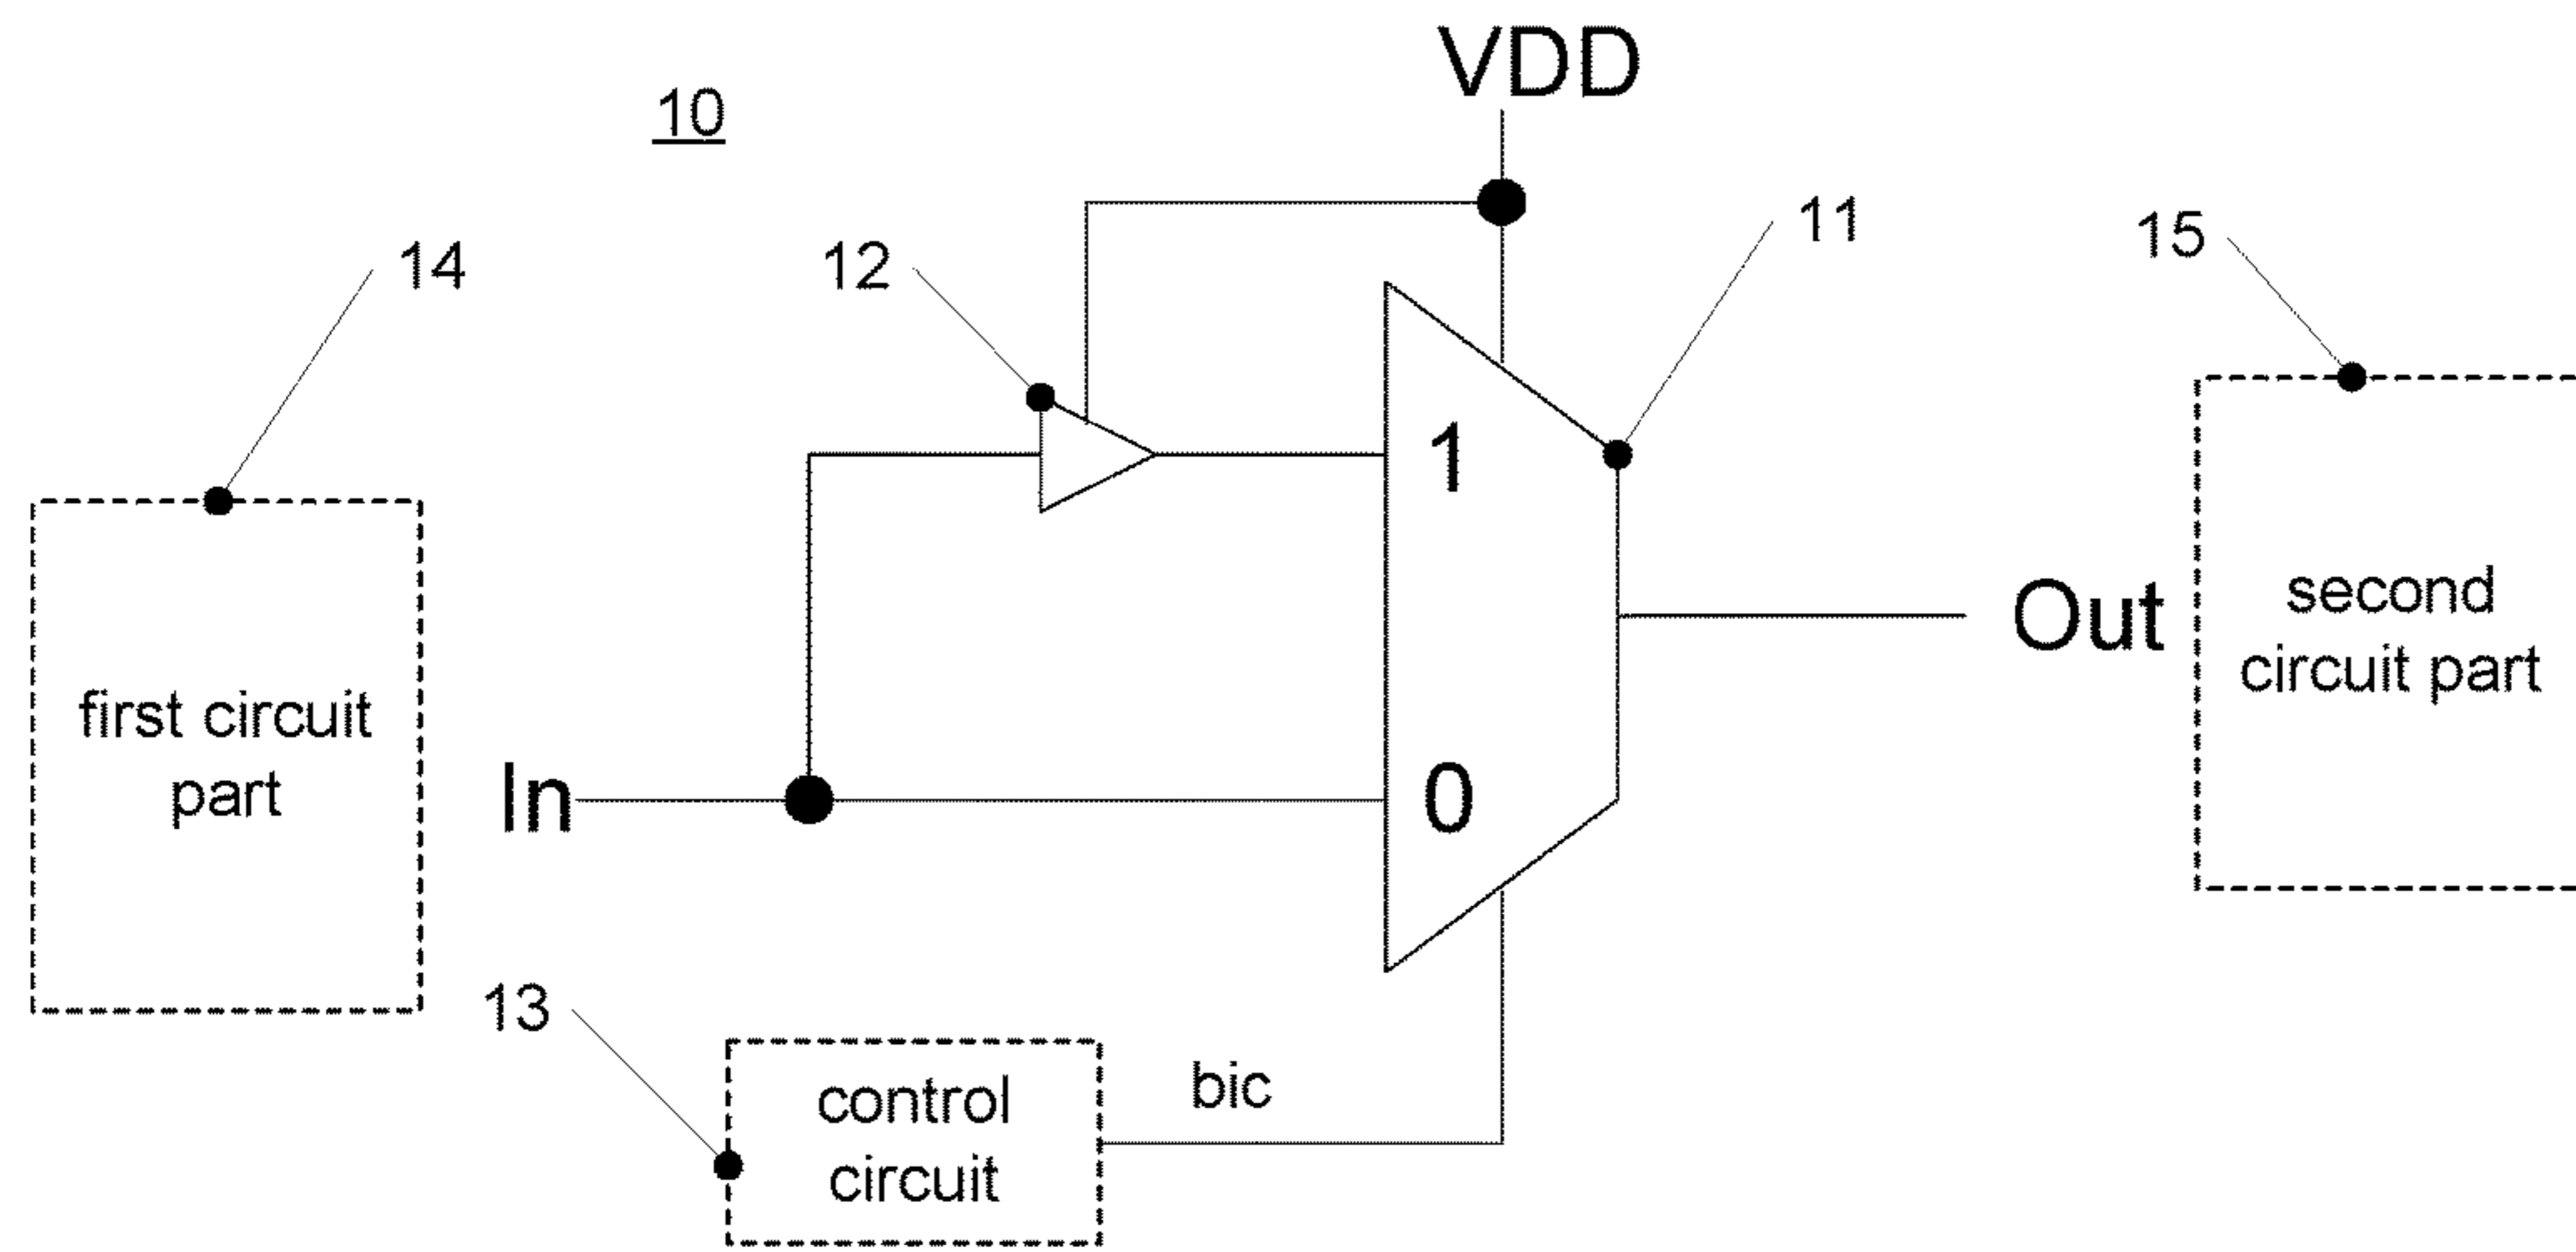 VDD
10
11
15
14
12
1
second
circuit part
Out
first circuit
part
In
0
13
control
circuit
bic